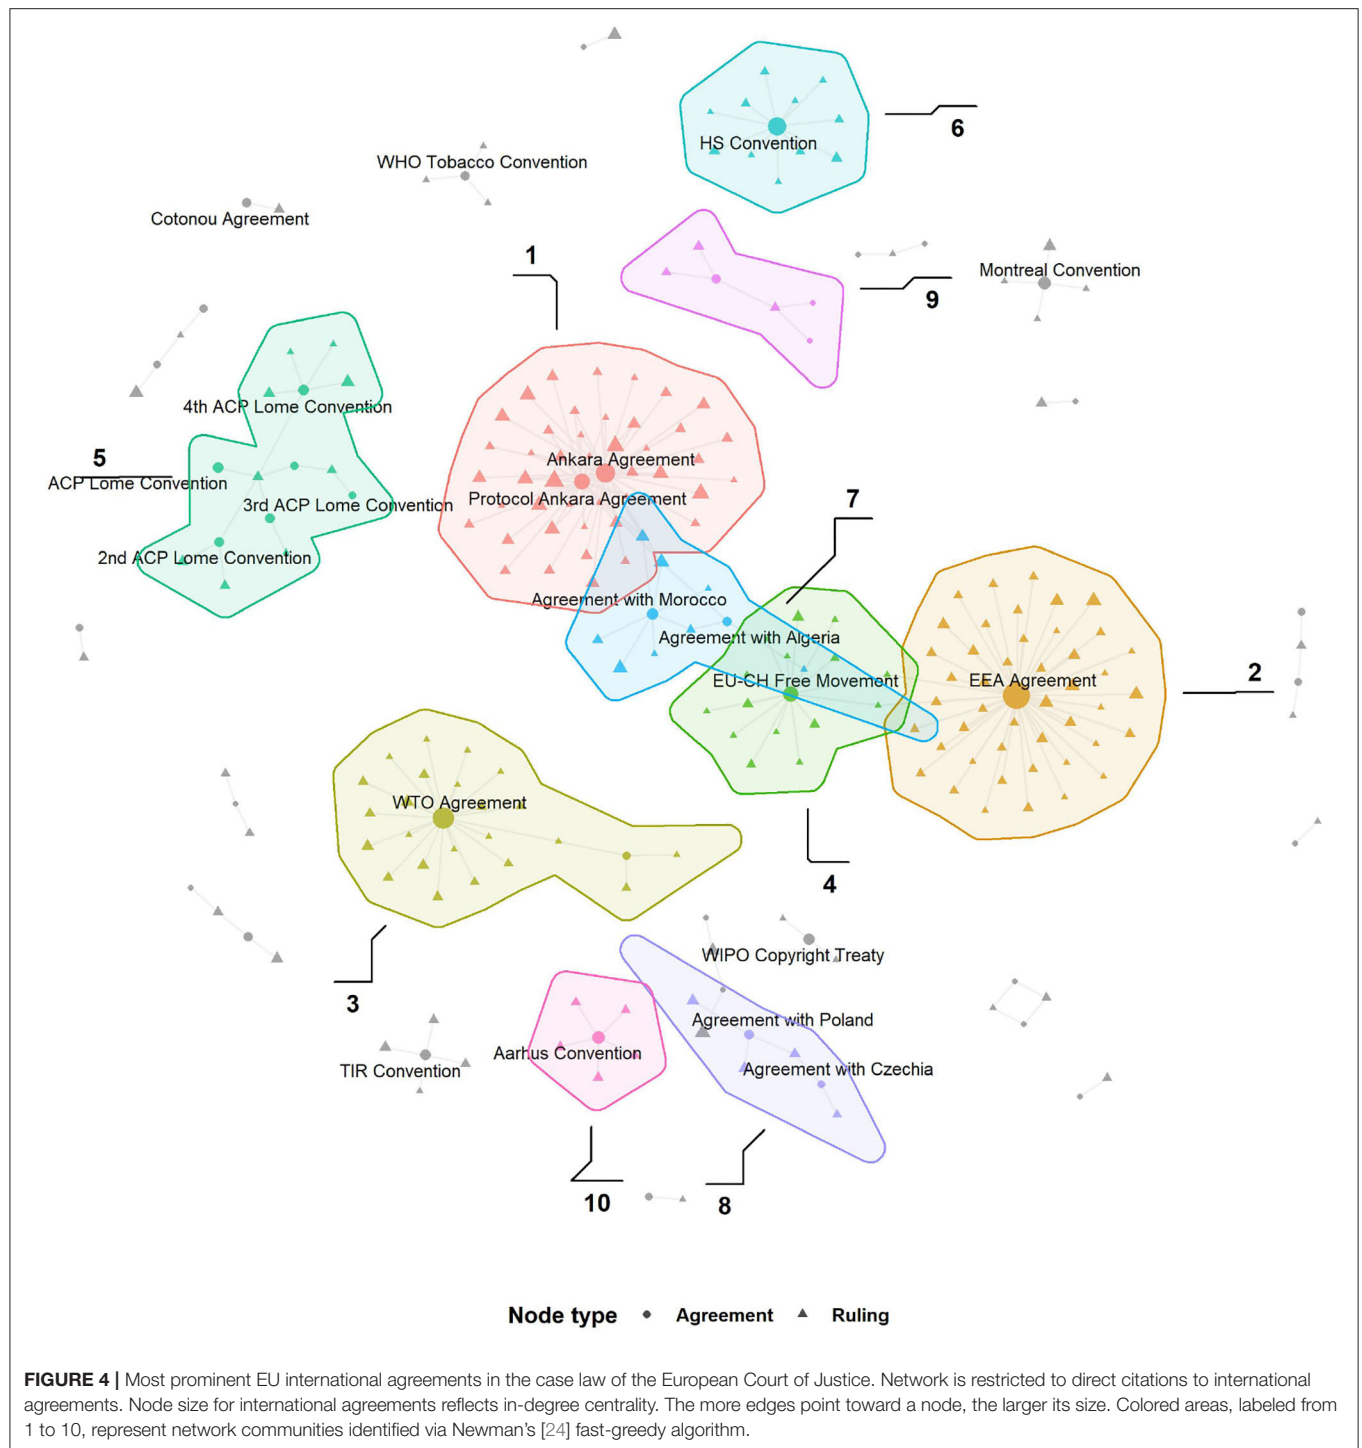 6
HS Convention
WHO Tobacco Convention
Cotonou Agreement
1
Montreal Convention
9
4th ACP Lome Convention
5
ACP Lome Convention
3rd ACP Lome Convention
2nd ACP Lome Convention
Ankara Agreement
Protocol Ankara Agreement
7
Agreement with Morocco
Agreement with Algeria
EU-CH Free Movement
EEA Agreement
2
WTO Agreement
4
3
WIPO Copyright Treaty
Agreement with Poland
Aarhus Convention
TIR Convention
Agreement with Czechia
10
8
Node type Agreement Ruling
FIGURE 4 | Most prominent EU international agreements in the case law of the European Court of Justice. Network is restricted to direct citations to international
agreements. Node size for international agreements reflects in-degree centrality. The more edges point toward a node, the larger its size. Colored areas, labeled from
1 to 10, represent network communities identified via Newman's [24] fast-greedy algorithm.